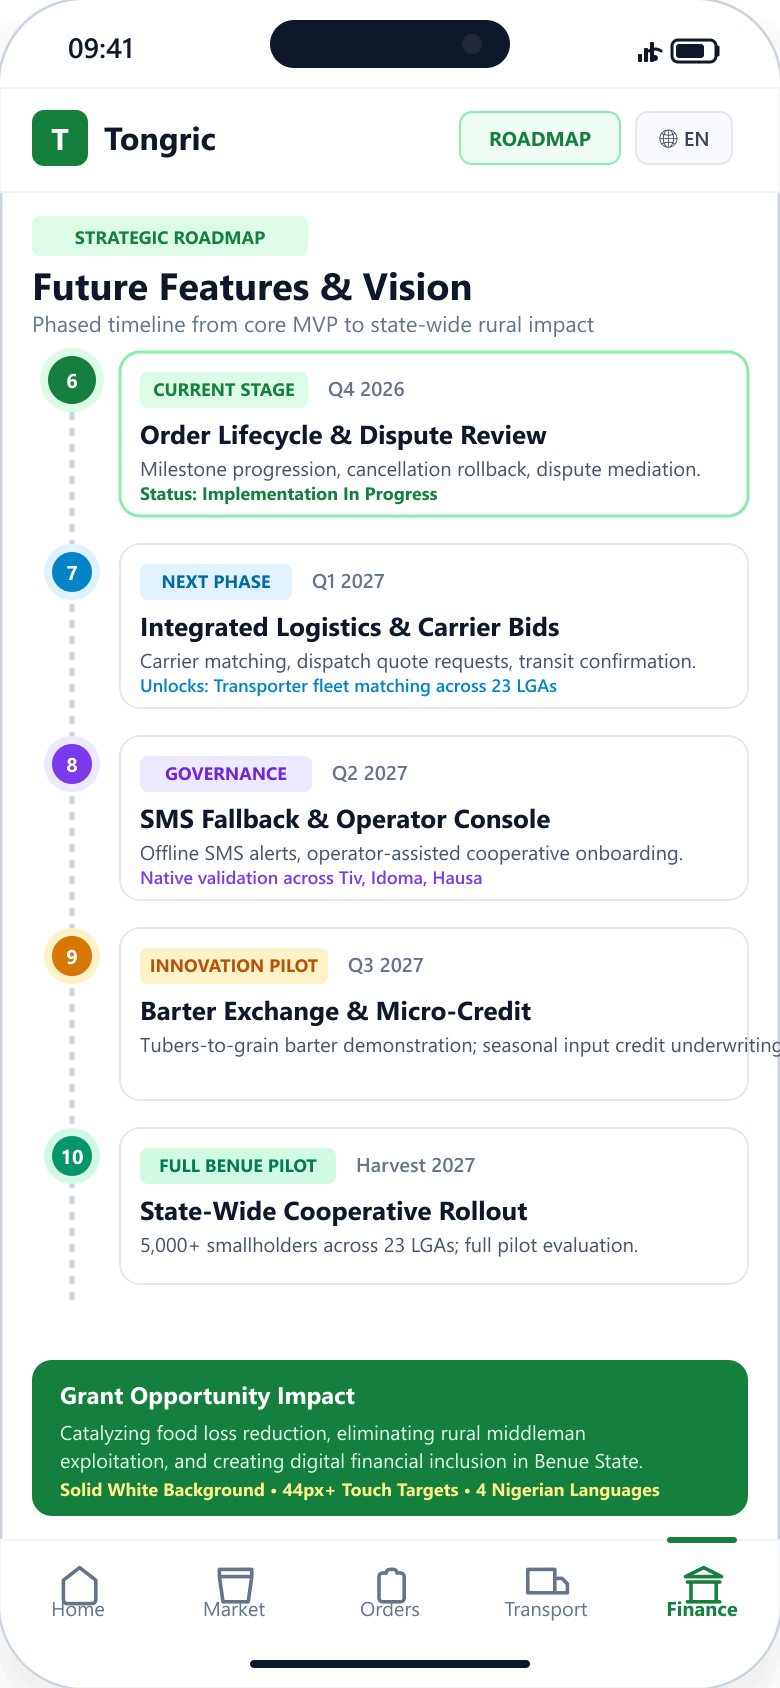 09:41
T Tongric
ROADMAP
EN
STRATEGIC ROADMAP
Future Features & Vision
Phased timeline from core MVP to state-wide rural impact
6
CURRENT STAGE Q4 2026
Order Lifecycle & Dispute Review
Milestone progression, cancellation rollback, dispute mediation.
Status: Implementation In Progress
7
NEXT PHASE Q1 2027
Integrated Logistics & Carrier Bids
Carrier matching, dispatch quote requests, transit confirmation.
Unlocks: Transporter fleet matching across 23 LGAs
8
GOVERNANCE Q2 2027
SMS Fallback & Operator Console
Offline SMS alerts, operator-assisted cooperative onboarding.
Native validation across Tiv, Idoma, Hausa
9
INNOVATION PILOT Q3 2027
Barter Exchange & Micro-Credit
Tubers-to-grain barter demonstration; seasonal input credit underwriting
10
FULL BENUE PILOT Harvest 2027
State-Wide Cooperative Rollout
5,000+ smallholders across 23 LGAs; full pilot evaluation.
Grant Opportunity Impact
Catalyzing food loss reduction, eliminating rural middleman
exploitation, and creating digital financial inclusion in Benue State.
Solid White Background • 44px+ Touch Targets • 4 Nigerian Languages
Home
Market
Orders
Transport
Finance